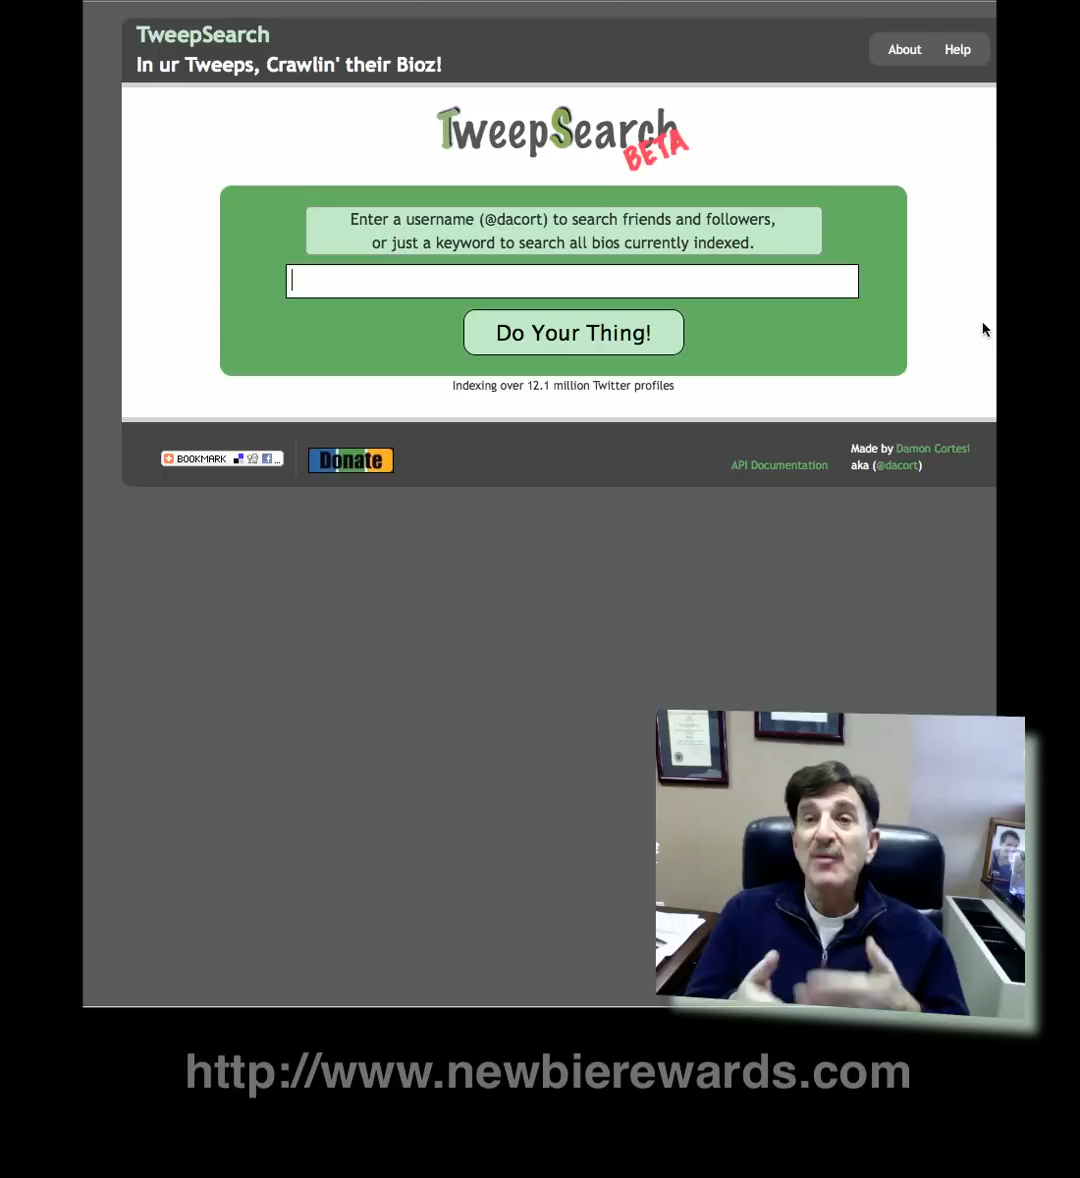 TweepSearch
In ur Tweeps, Crawlin' their Bioz!
About Help
TweepSearch
BETA
Enter a username (@dacort) to search friends and followers,
or just a keyword to search all bios currently indexed.
Do Your Thing!
Indexing over 12.1 million Twitter profiles
BOOKMARK ...
Donate
API Documentation
Made by Damon Cortesi
aka (@dacort)
http://www.newbierewards.com